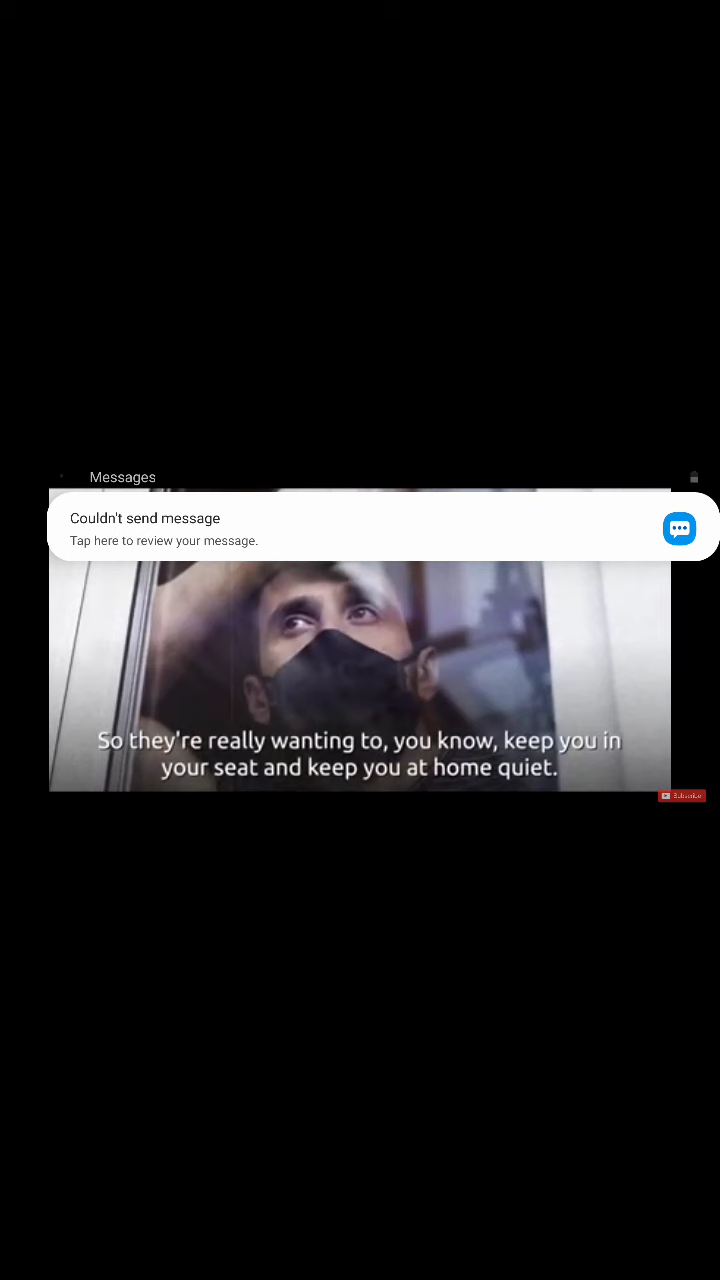 Messages
Couldn't send message
Tap here to review your message.
So they're really wanting to, you know, keep you in
your seat and keep you at home quiet.
Subscribe